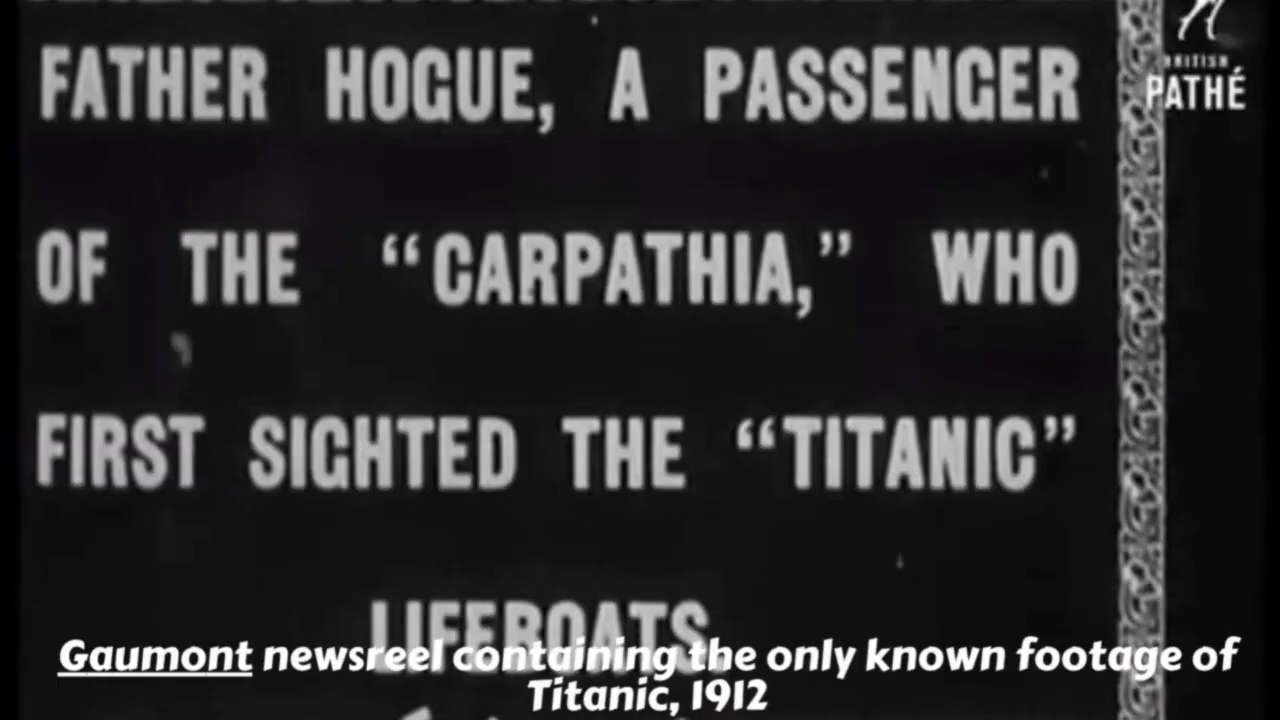 FATHER HOGUE, A PASSENGER
OF THE “CARPATHIA,” WHO
FIRST SIGHTED THE “TITANIC”
LIFEBOATS.
BRITISH
PATHÉ
Gaumont newsreel containing the only known footage of
Titanic, 1912